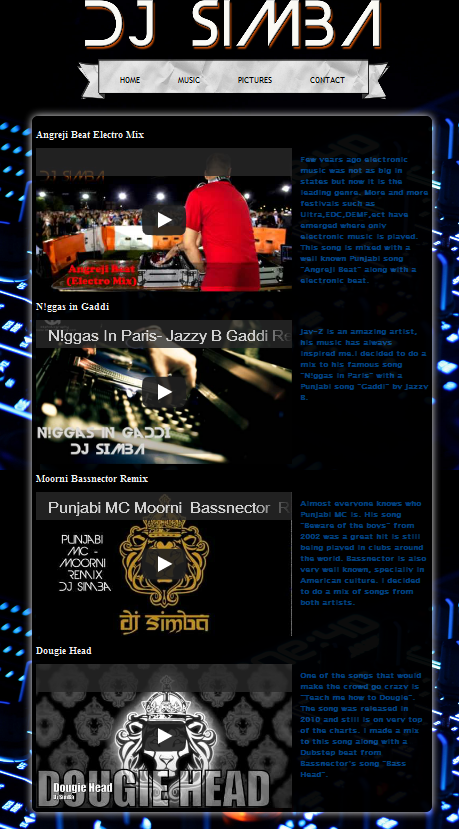 DJ SIMBA
HOME MUSIC PICTURES CONTACT
Angreji Beat Electro Mix
DJ SIMBA
Angreji Beat
(Electro Mix)
Few years ago electronic
music was not as big in
states but now it is the
leading genre. More and more
festivals such as
Ultra,EDC,DEMF,ect have
emerged where only
electronic music is played.
This song is mixed with a
well known Punjabi song
"Angreji Beat" along with a
electronic beat.
N!ggas in Gaddi
N!ggas In Paris- Jazzy B Gaddi Re
N!GGAS IN GADDI
DJ SIMBA
Jay-Z is an amazing artist,
his music has always
inspired me.I decided to do a
mix to his famous song
"N!ggas in Paris" with a
Punjabi song "Gaddi" by Jazzy
B.
Moorni Bassnector Remix
Punjabi MC Moorni Bassnector R
PUNJABI
MC -
MOORNI
REMIX
DJ SIMBA
DJ SIMBA
Almost everyone knows who
Punjabi MC is. His song
"Beware of the boys" from
2002 was a great hit is still
being played in clubs around
the world. Bassnector is also
very well known, specially in
American culture. I decided
to do a mix of songs from
both artists.
Dougie Head
Dougie Head
DJ Simba
DOUGIE HEAD
One of the songs that would
make the crowd go crazy is
"Teach me how to Dougie".
The song was released in
2010 and still is on very top
of the charts. I made a mix
to this song along with a
Dubstep beat from
Bassnector's song "Bass
Head".